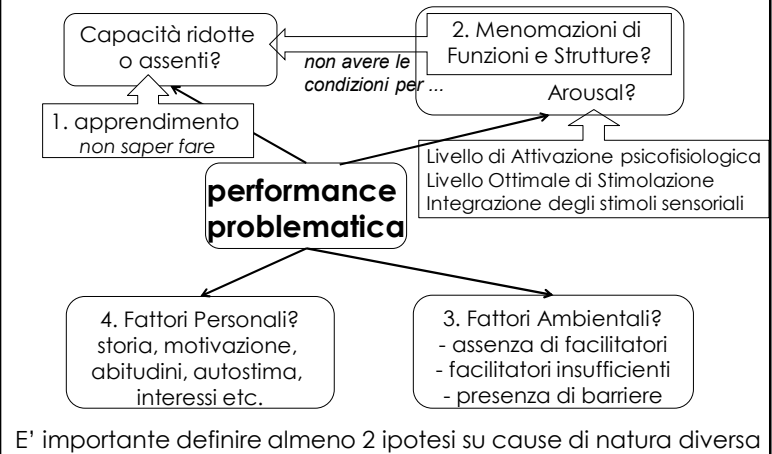 Capacità ridotte
o assenti?
non avere le
condizioni per ...
2. Menomazioni di
Funzioni e Strutture?
Arousal?
1. apprendimento
non saper fare
Livello di Attivazione psicofisiologica
Livello Ottimale di Stimolazione
Integrazione degli stimoli sensoriali
performance
problematica
4. Fattori Personali?
storia, motivazione,
abitudini, autostima,
interessi etc.
3. Fattori Ambientali?
- assenza di facilitatori
- facilitatori insufficienti
- presenza di barriere
E' importante definire almeno 2 ipotesi su cause di natura diversa